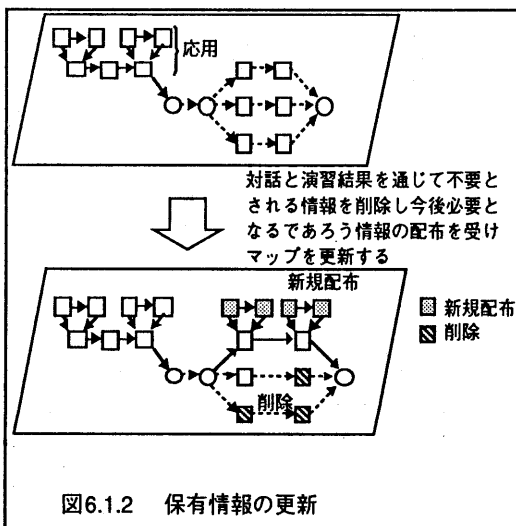 応用
対話と演習結果を通じて不要と
される情報を削除し今後必要と
なるであろう情報の配布を受け
マップを更新する
新規配布
新規配布
削除
削除
図6.1.2 保有情報の更新